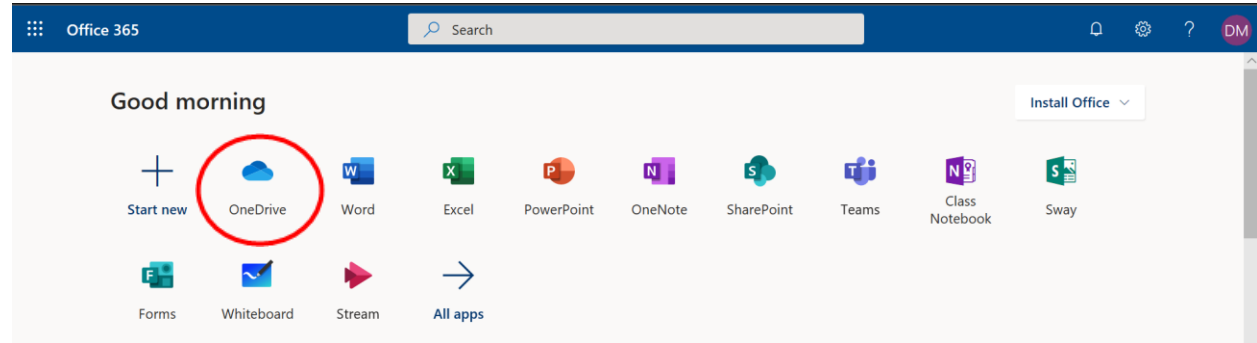 Office 365
Search
DM
Good morning
Install Office
Start new
OneDrive
Word
Excel
PowerPoint
OneNote
SharePoint
Teams
Class
Notebook
Sway
Forms
Whiteboard
Stream
All apps